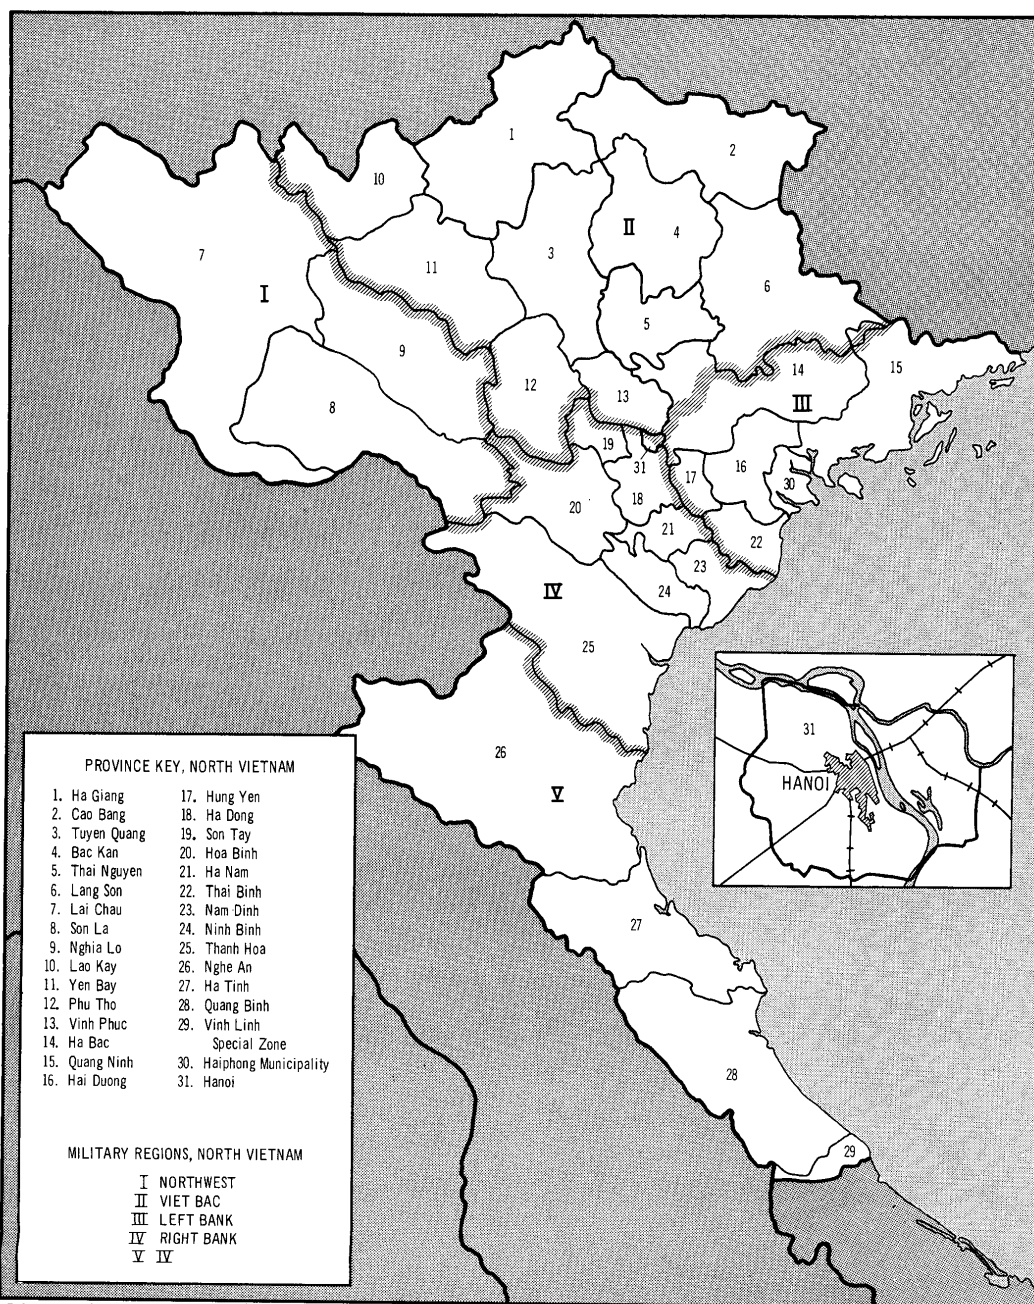 1
2
10
II
4
7
3
11
6
I
5
9
14
15
12
13
8
III
19
31
16
17
30
18
20
21
22
23
IV
24
25
31
HANOI
26
V
27
28
29
PROVINCE KEY, NORTH VIETNAM
1. Ha Giang
2. Cao Bang
3. Tuyen Quang
4. Bac Kan
5. Thai Nguyen
6. Lang Son
7. Lai Chau
8. Son La
9. Nghia Lo
10. Lao Kay
11. Yen Bay
12. Phu Tho
13. Vinh Phuc
14. Ha Bac
15. Quang Ninh
16. Hai Duong
17. Hung Yen
18. Ha Dong
19. Son Tay
20. Hoa Binh
21. Ha Nam
22. Thai Binh
23. Nam Dinh
24. Ninh Binh
25. Thanh Hoa
26. Nghe An
27. Ha Tinh
28. Quang Binh
29. Vinh Linh
Special Zone
30. Haiphong Municipality
31. Hanoi
MILITARY REGIONS, NORTH VIETNAM
I NORTHWEST
II VIET BAC
III LEFT BANK
IV RIGHT BANK
V IV